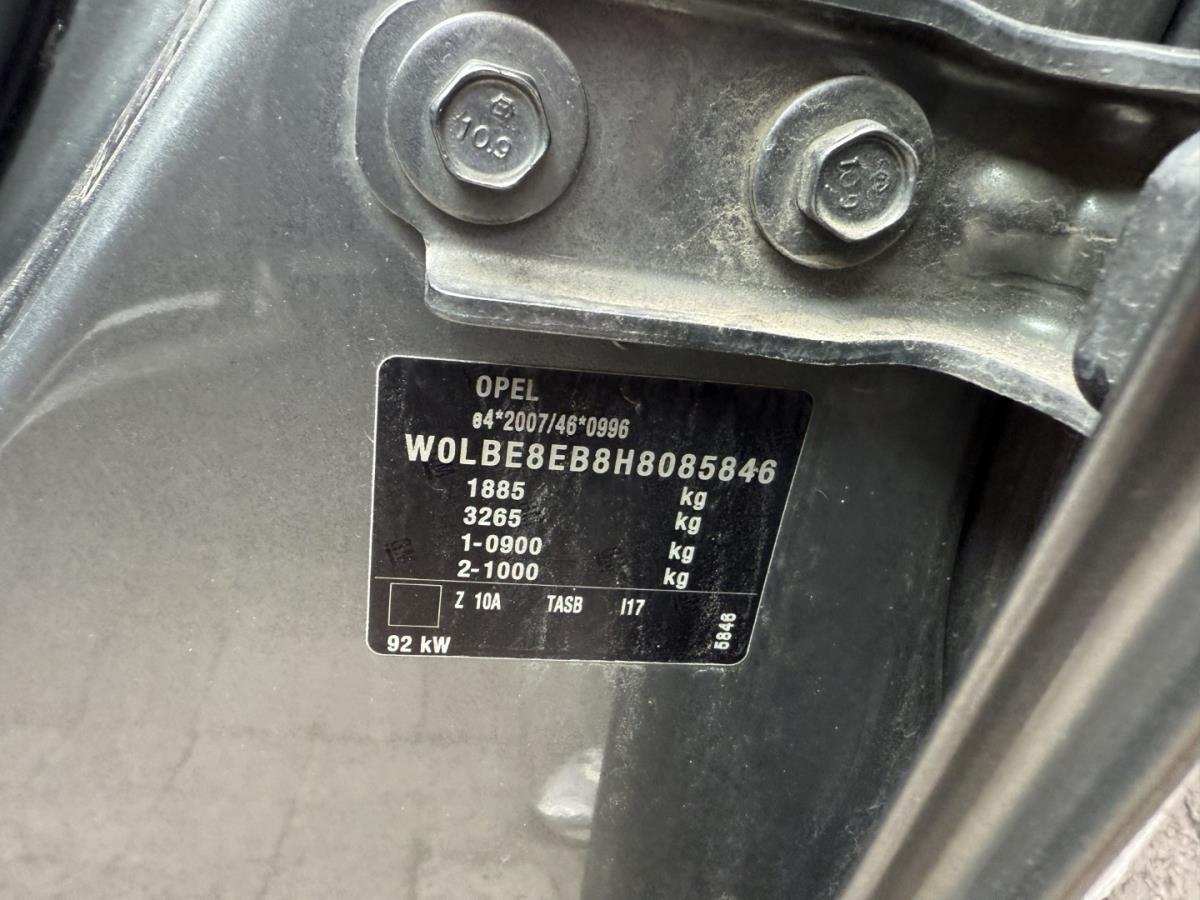 10.9
10.9
OPEL
e4*2007/46*0996
W0LBE8EB8H8085846
1885 kg
3265 kg
1-0900 kg
2-1000 kg
Z 10A TASB I17
5846
92 kW